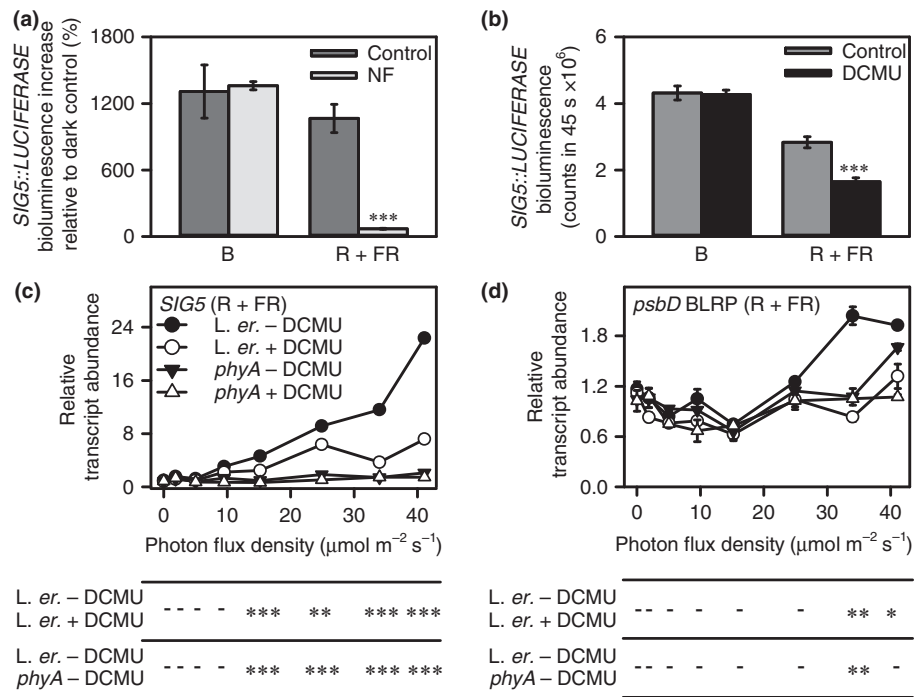 (a)
SIG5::LUCIFERASE
bioluminescence increase
relative to dark control (%)
1800
1200
600
0
Control
NF
***
B
R + FR
(b)
SIG5::LUCIFERASE
bioluminescence
(counts in 45 s ×10⁶)
6
4
2
0
Control
DCMU
***
B
R + FR
(c)
SIG5 (R + FR)
L. er. – DCMU
L. er. + DCMU
phyA – DCMU
phyA + DCMU
Relative
transcript abundance
24
16
8
0
0 10 20 30 40
Photon flux density (μmol m⁻² s⁻¹)
(d)
psbD BLRP (R + FR)
Relative
transcript abundance
1.8
1.2
0.6
0.0
0 10 20 30 40
Photon flux density (μmol m⁻² s⁻¹)
L. er. – DCMU
L. er. + DCMU
- - - - *** ** *** ***
L. er. – DCMU
phyA – DCMU
- - - - *** *** *** ***
L. er. – DCMU
L. er. + DCMU
- - - - - - ** *
L. er. – DCMU
phyA – DCMU
- - - - - - ** -